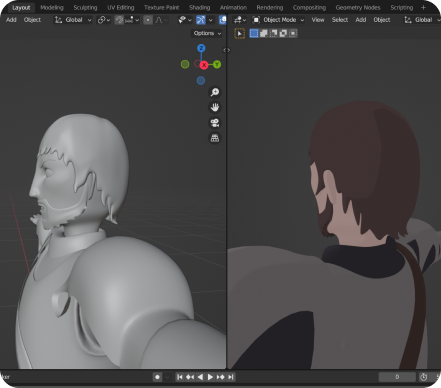 Layout Modeling Sculpting UV Editing Texture Paint Shading Animation Rendering Compositing Geometry Nodes Scripting +
Add Object Global Object Mode View Select Add Object Global
Options
Z
X Y
ker 0